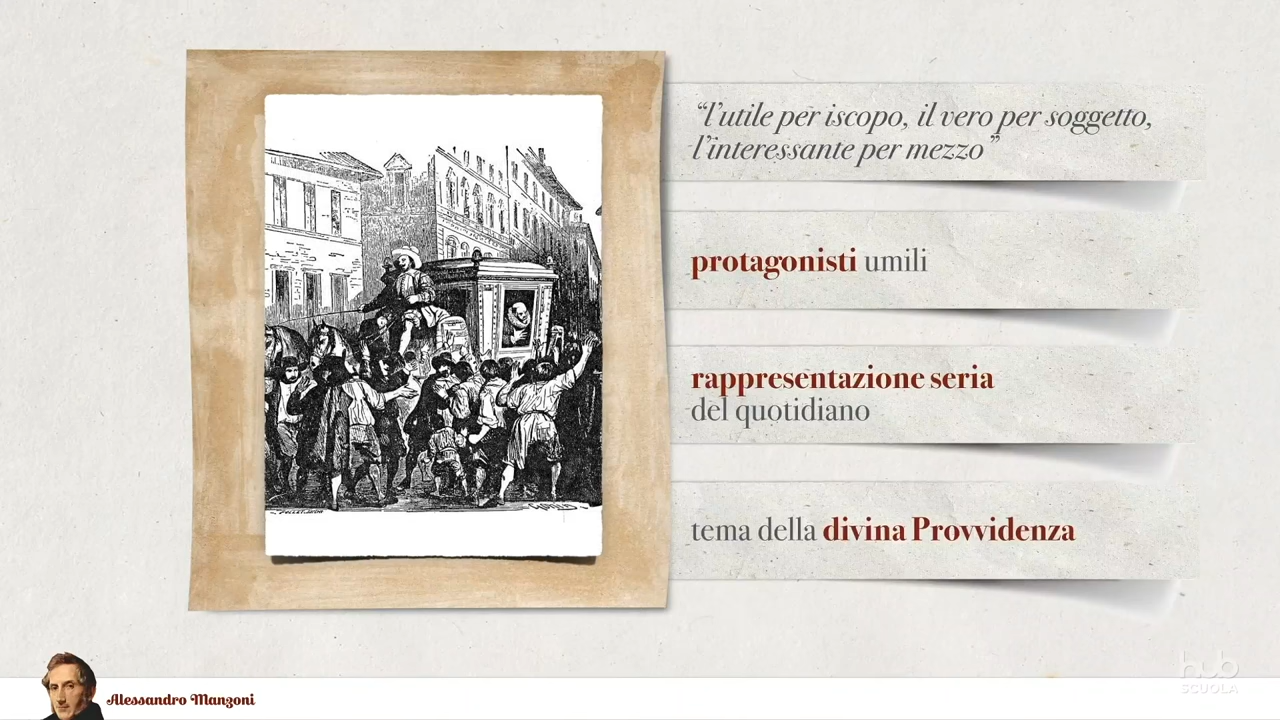 “l’utile per iscopo, il vero per soggetto,
l’interessante per mezzo”
protagonisti umili
rappresentazione seria
del quotidiano
tema della divina Provvidenza
Alessandro Manzoni
hub
SCUOLA